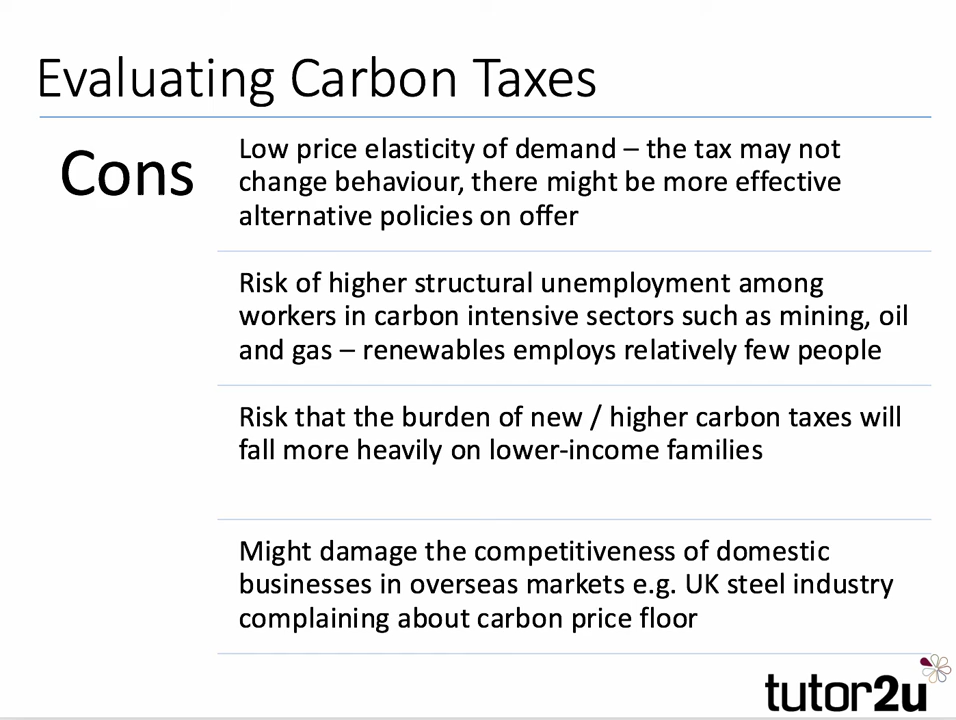 Evaluating Carbon Taxes
Cons
Low price elasticity of demand – the tax may not
change behaviour, there might be more effective
alternative policies on offer
Risk of higher structural unemployment among
workers in carbon intensive sectors such as mining, oil
and gas – renewables employs relatively few people
Risk that the burden of new / higher carbon taxes will
fall more heavily on lower-income families
Might damage the competitiveness of domestic
businesses in overseas markets e.g. UK steel industry
complaining about carbon price floor
tutor2u